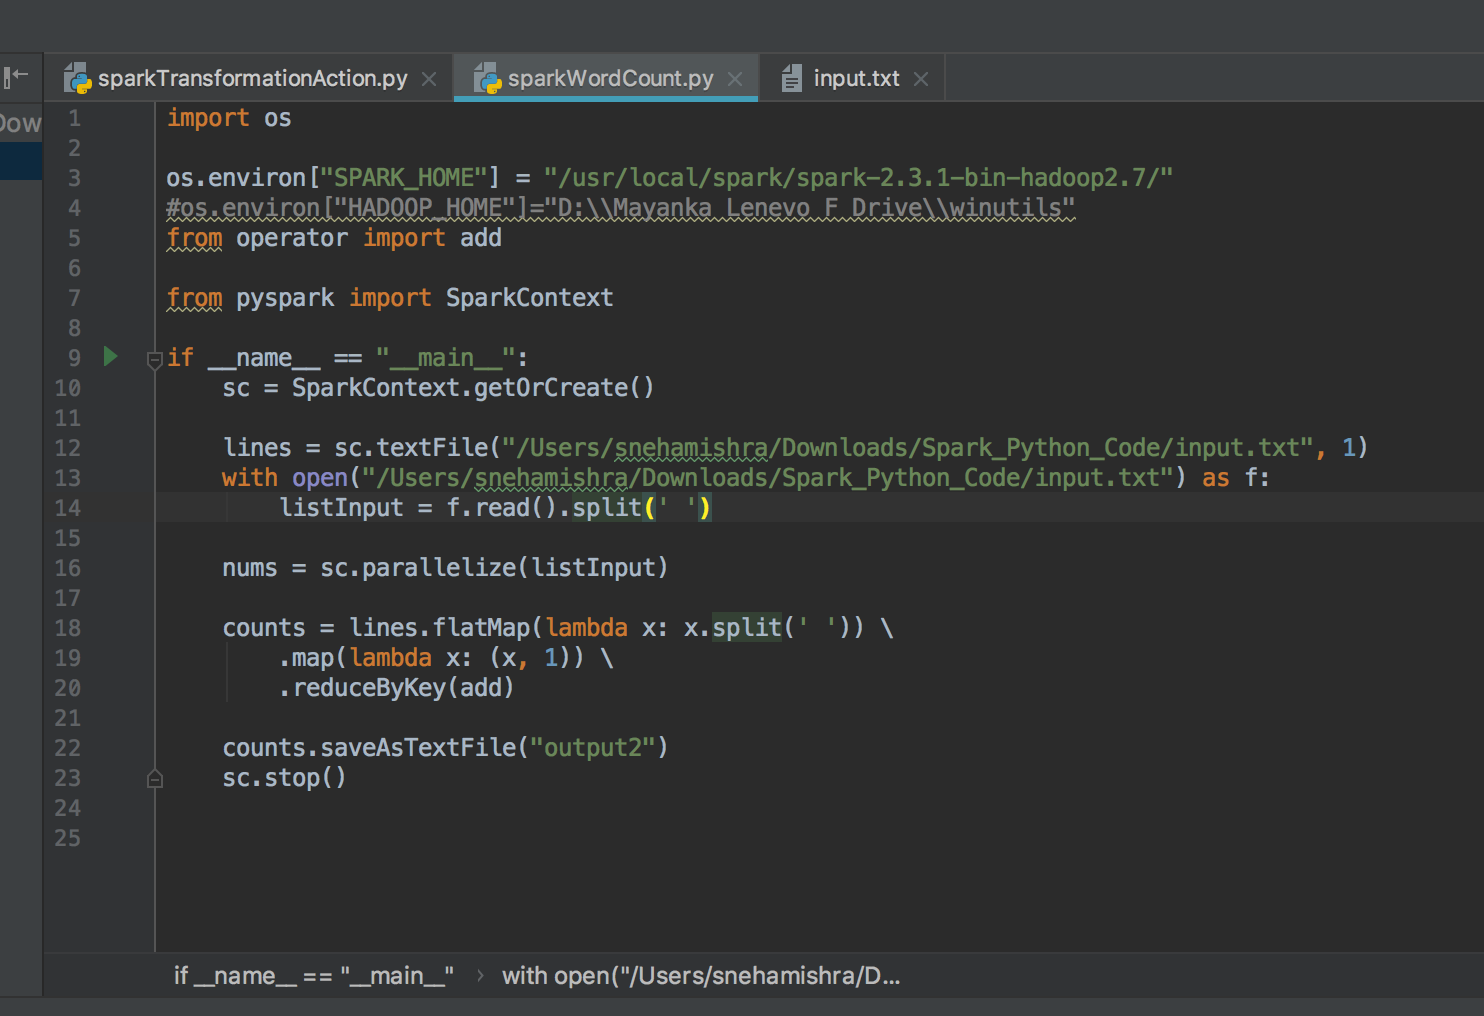 sparkTransformationAction.py sparkWordCount.py input.txt
Dow
1 import os
2
3 os.environ["SPARK_HOME"] = "/usr/local/spark/spark-2.3.1-bin-hadoop2.7/"
4 #os.environ["HADOOP_HOME"]="D:\\Mayanka Lenevo F Drive\\winutils"
5 from operator import add
6
7 from pyspark import SparkContext
8
9 if __name__ == "__main__":
10 sc = SparkContext.getOrCreate()
11
12 lines = sc.textFile("/Users/snehamishra/Downloads/Spark_Python_Code/input.txt", 1)
13 with open("/Users/snehamishra/Downloads/Spark_Python_Code/input.txt") as f:
14 listInput = f.read().split(' ')
15
16 nums = sc.parallelize(listInput)
17
18 counts = lines.flatMap(lambda x: x.split(' ')) \
19 .map(lambda x: (x, 1)) \
20 .reduceByKey(add)
21
22 counts.saveAsTextFile("output2")
23 sc.stop()
24
25
if __name__ == "__main__" › with open("/Users/snehamishra/D...